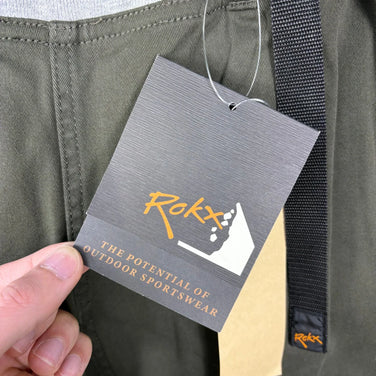 Rokx
THE POTENTIAL OF
OUTDOOR SPORTSWEAR
Rokx